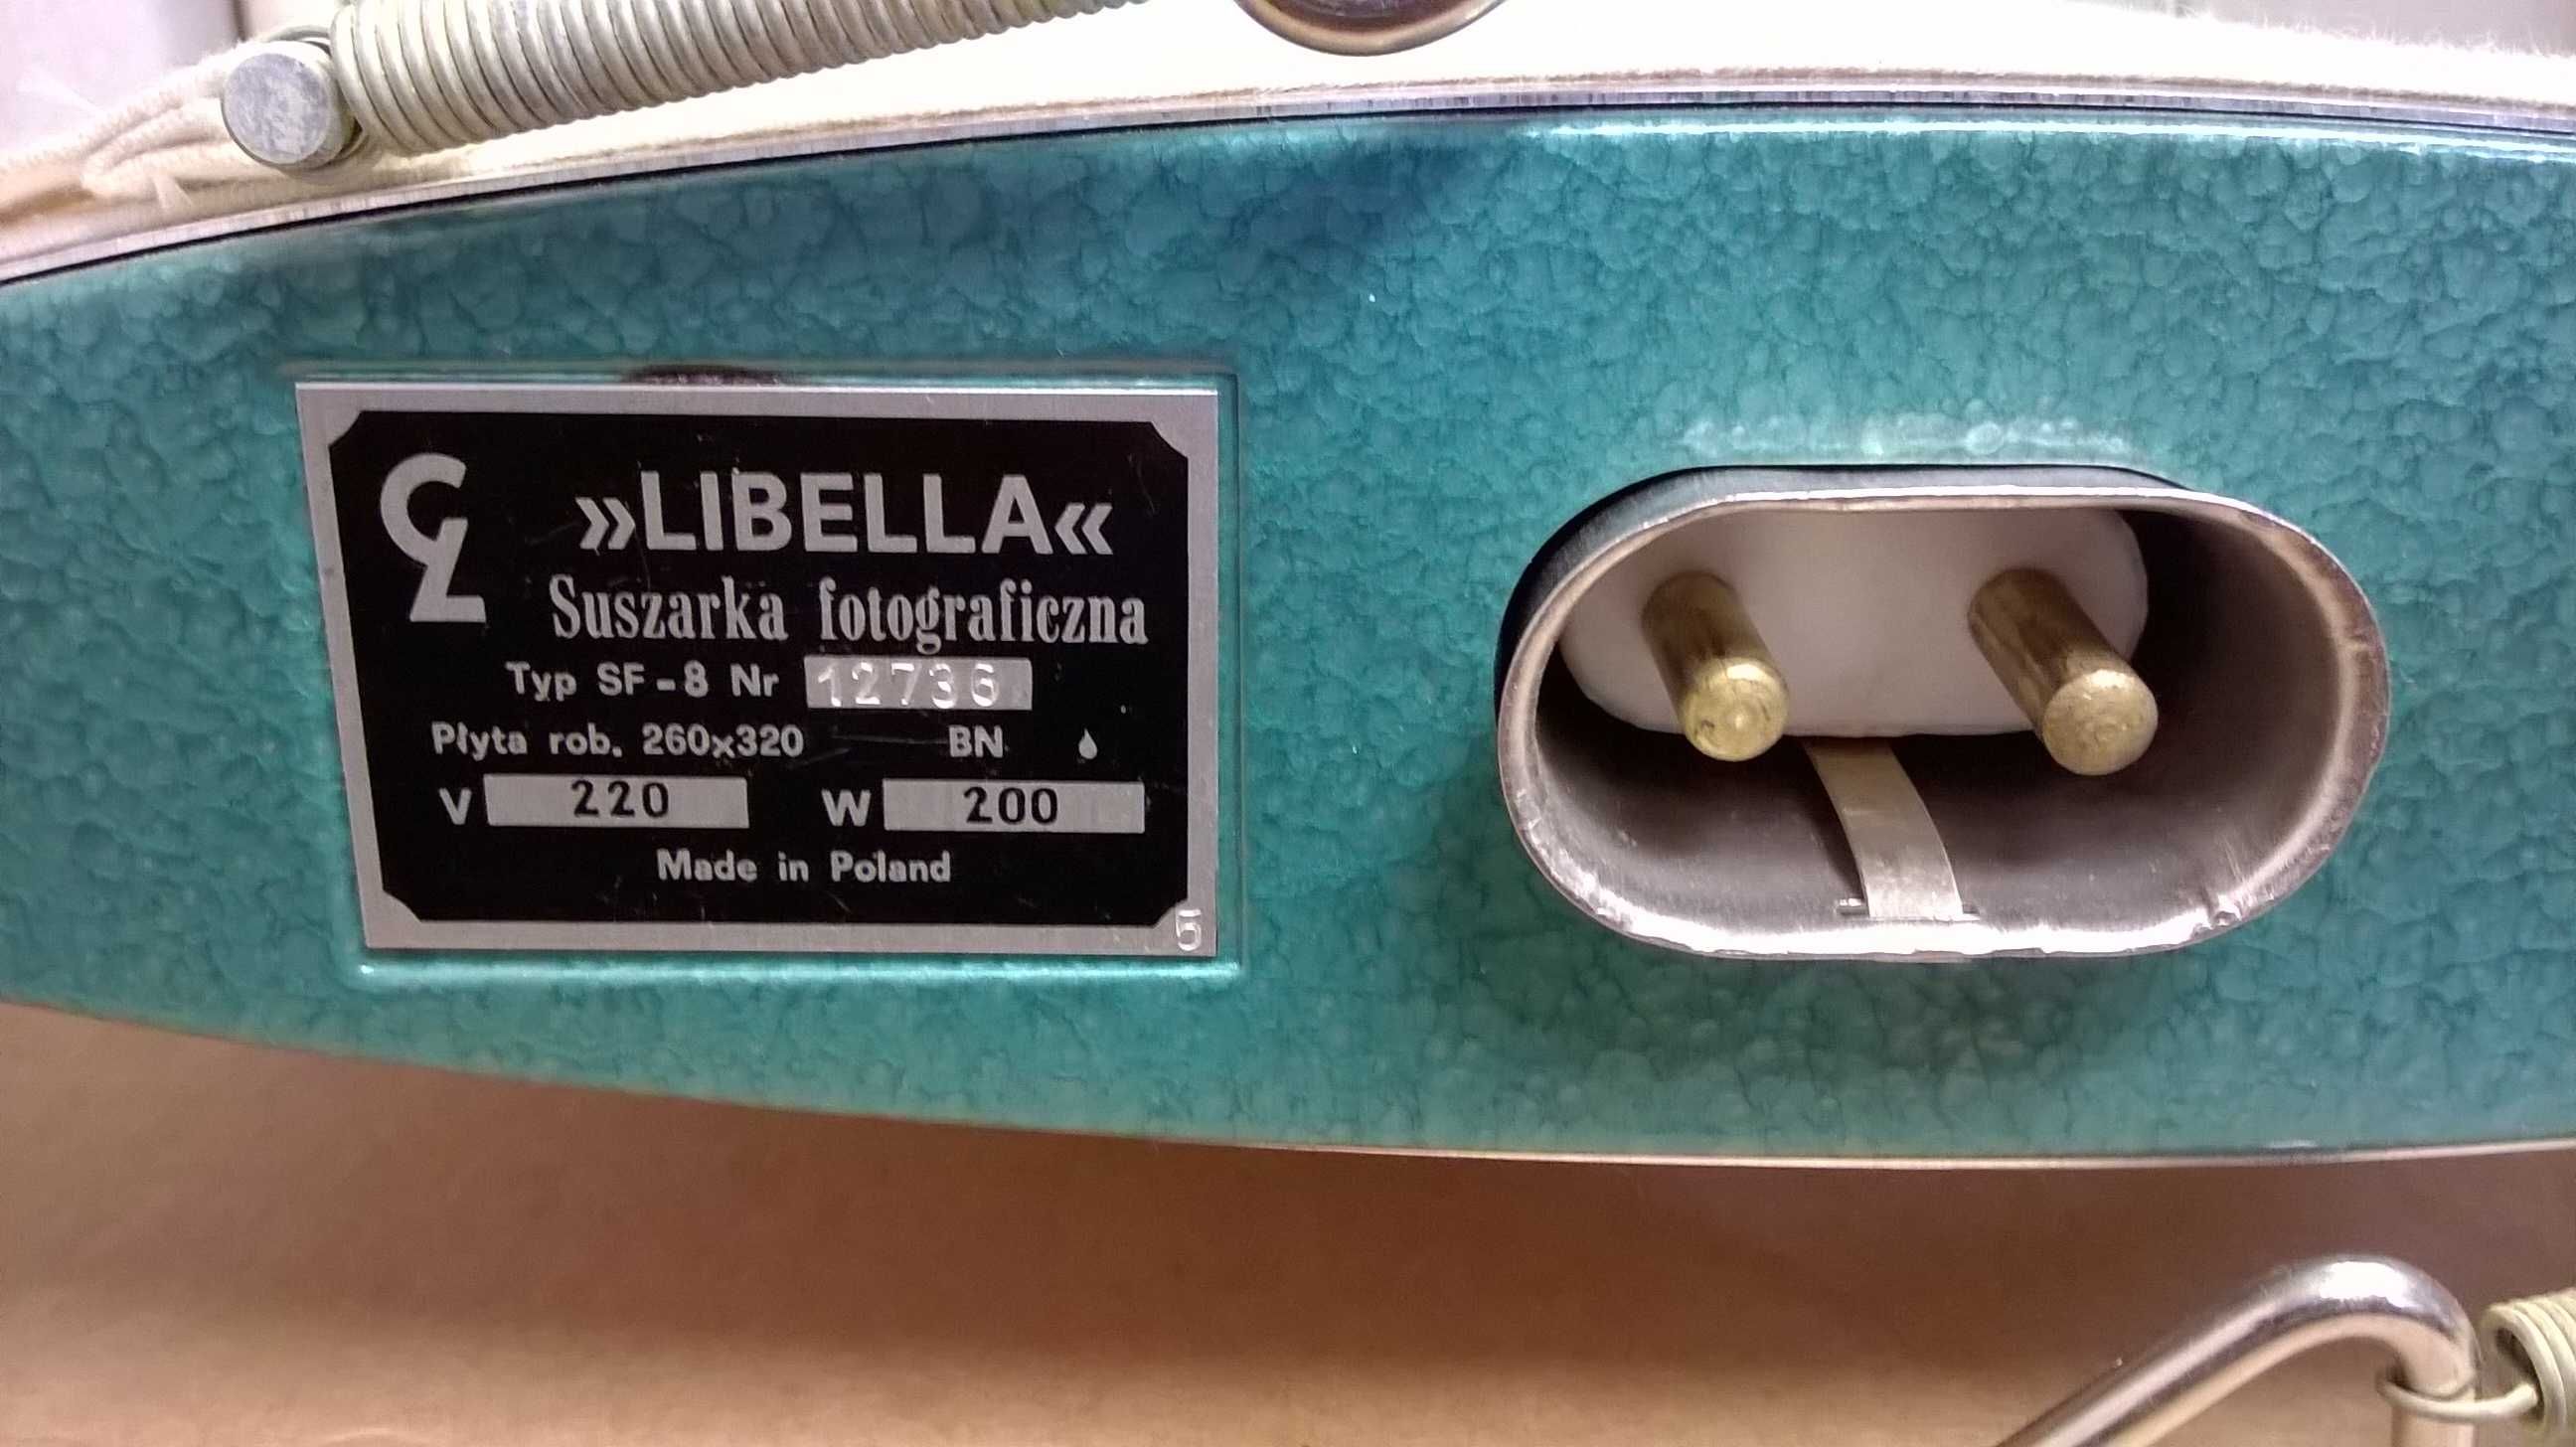 CZ
»LIBELLA«
Suszarka fotograficzna
Typ SF-8 Nr 12736
Płyta rob. 260x320 BN
V 220 W 200
Made in Poland
5